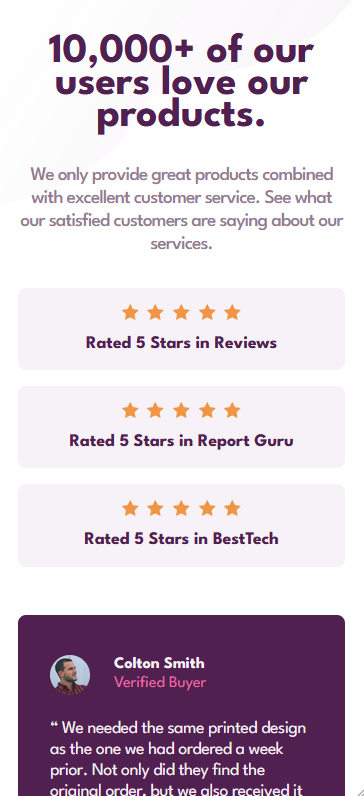 10,000+ of our
users love our
products.
We only provide great products combined
with excellent customer service. See what
our satisfied customers are saying about our
services.
Rated 5 Stars in Reviews
Rated 5 Stars in Report Guru
Rated 5 Stars in BestTech
Colton Smith
Verified Buyer
“ We needed the same printed design
as the one we had ordered a week
prior. Not only did they find the
original order, but we also received it